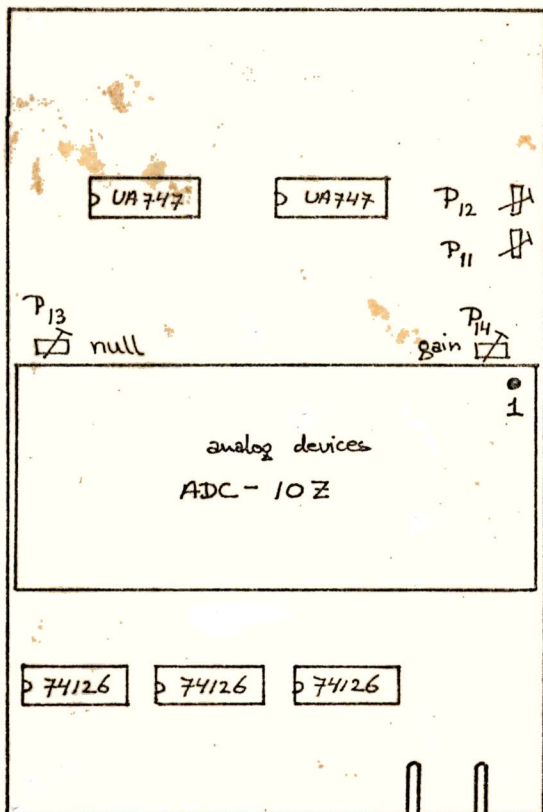 UA747 UA747
P12
P11
P13
null
P14
gain
1
analog devices
ADC - 10Z
74126 74126 74126